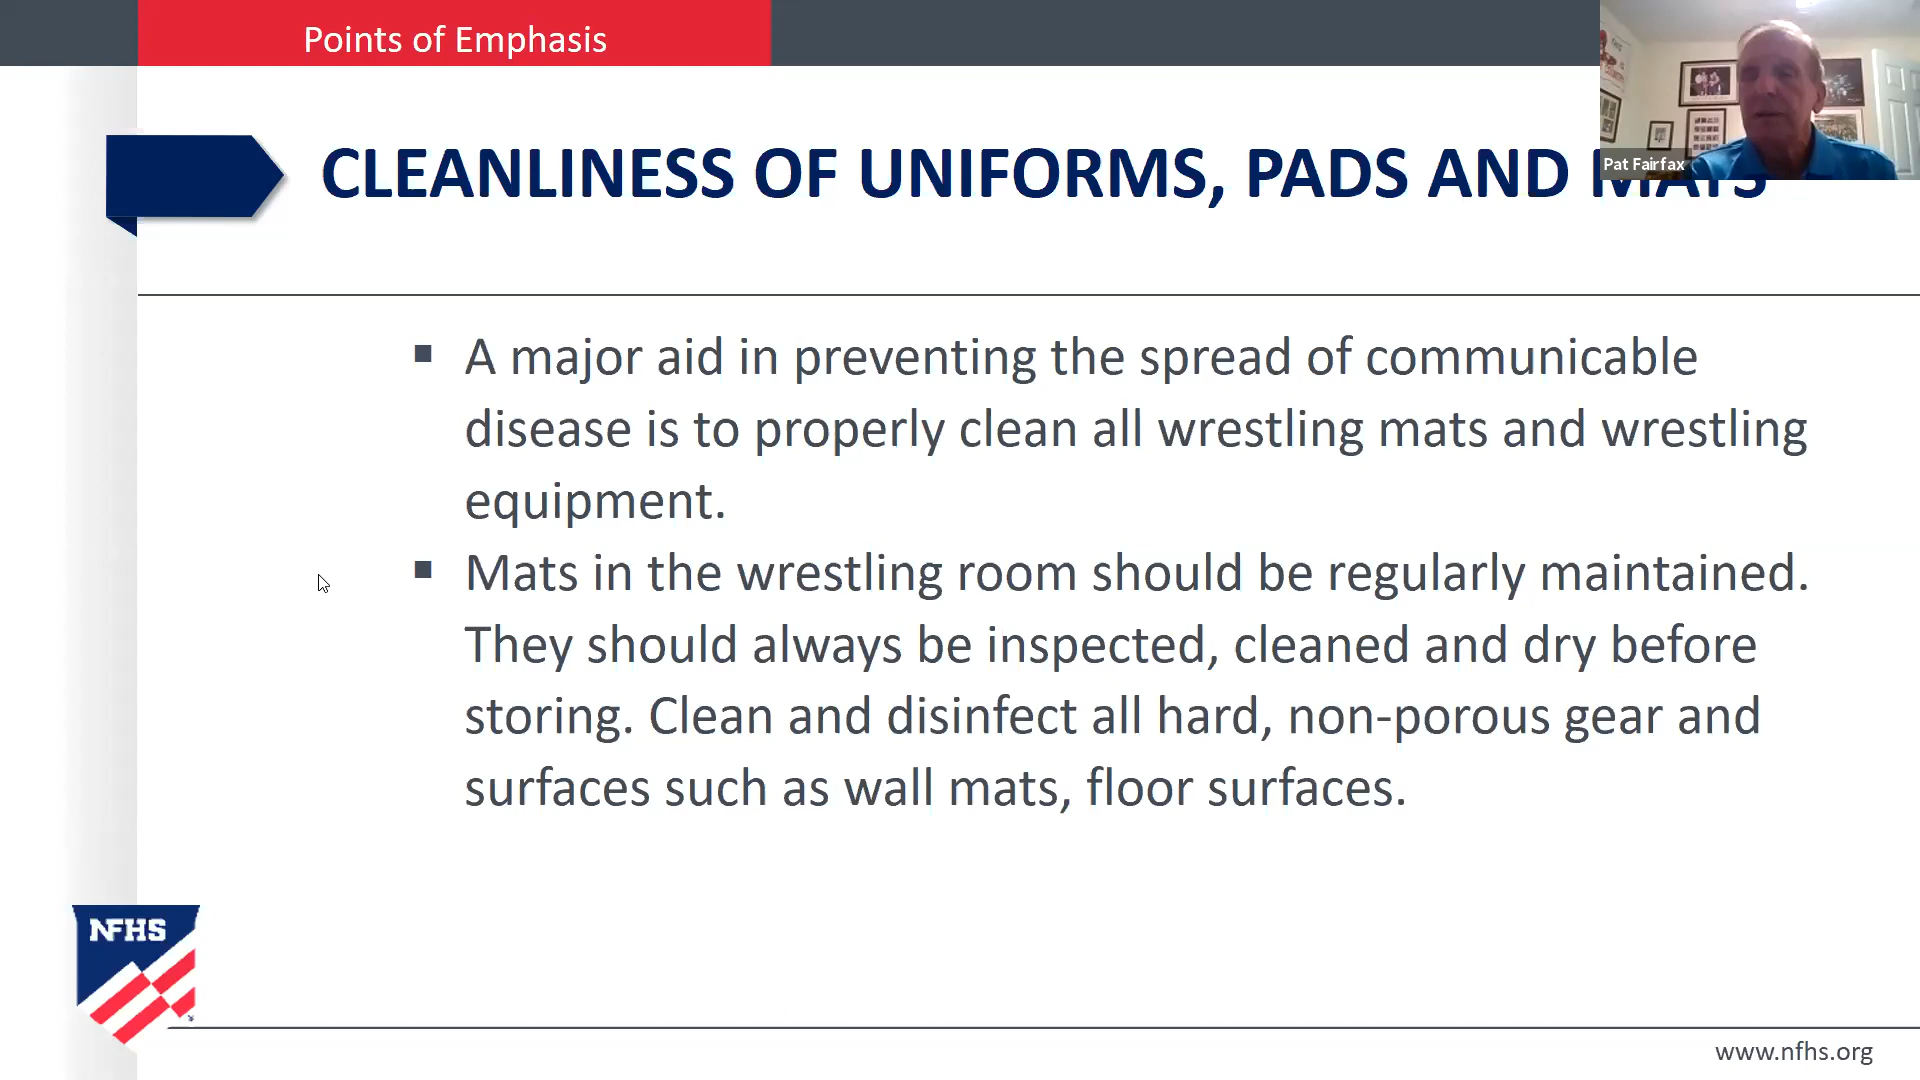 Points of Emphasis
CLEANLINESS OF UNIFORMS, PADS AND MATS
Pat Fairfax
▪ A major aid in preventing the spread of communicable
disease is to properly clean all wrestling mats and wrestling
equipment.
▪ Mats in the wrestling room should be regularly maintained.
They should always be inspected, cleaned and dry before
storing. Clean and disinfect all hard, non-porous gear and
surfaces such as wall mats, floor surfaces.
NFHS
www.nfhs.org